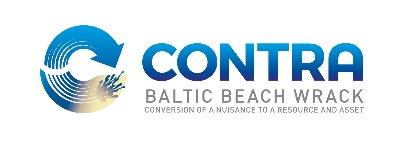 CONTRA
BALTIC BEACH WRACK
CONVERSION OF A NUISANCE TO A RESOURCE AND ASSET